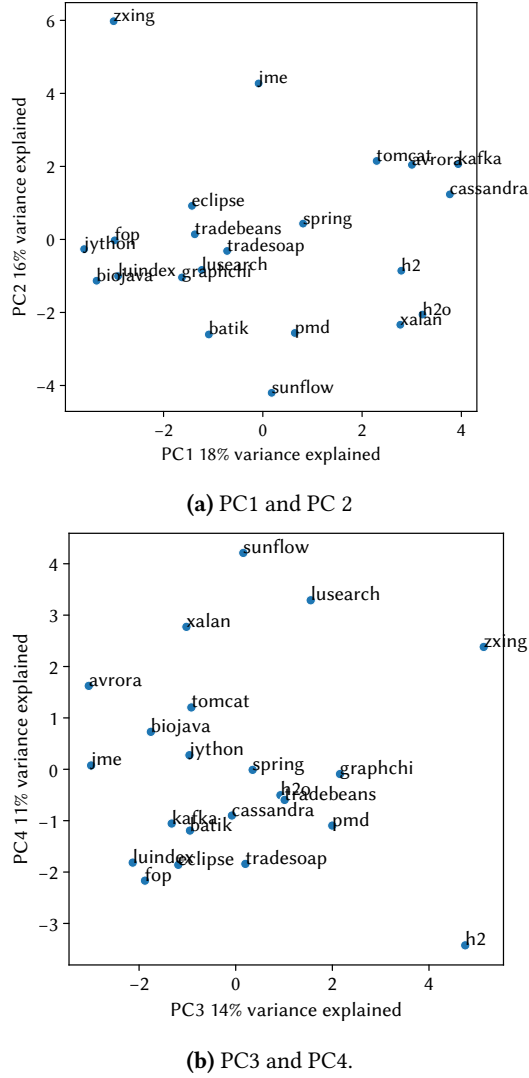 6
4
2
0
−2
−4
PC2 16% variance explained
zxing
jme
tomcat
avrora
kafka
cassandra
eclipse
spring
tradebeans
fop
jython
tradesoap
lusearch
luindex
graphchi
biojava
h2
h2o
xalan
batik
pmd
sunflow
−2
0
2
4
PC1 18% variance explained
(a) PC1 and PC 2
4
3
2
1
0
−1
−2
−3
PC4 11% variance explained
sunflow
lusearch
xalan
zxing
avrora
tomcat
biojava
jython
jme
spring
graphchi
h2o
tradebeans
cassandra
kafka
batik
pmd
luindex
eclipse
tradesoap
fop
h2
−2
0
2
4
PC3 14% variance explained
(b) PC3 and PC4.